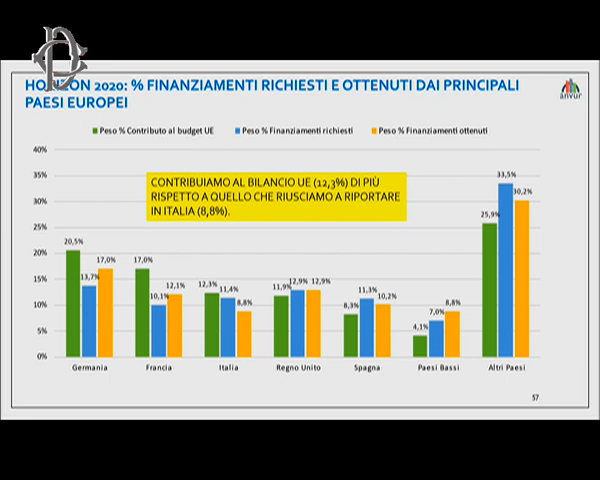 HORIZON 2020: % FINANZIAMENTI RICHIESTI E OTTENUTI DAI PRINCIPALI
PAESI EUROPEI
anvur
Peso % Contributo al budget UE
Peso % Finanziamenti richiesti
Peso % Finanziamenti ottenuti
40%
35%
30%
25%
20%
15%
10%
5%
0%
CONTRIBUIAMO AL BILANCIO UE (12,3%) DI PIÙ
RISPETTO A QUELLO CHE RIUSCIAMO A RIPORTARE
IN ITALIA (8,8%).
20,5% 13,7% 17,0%
17,0% 10,1% 12,1%
12,3% 11,4% 8,8%
11,9% 12,9% 12,9%
8,3% 11,3% 10,2%
4,1% 7,0% 8,8%
25,9% 33,5% 30,2%
Germania Francia Italia Regno Unito Spagna Paesi Bassi Altri Paesi
57